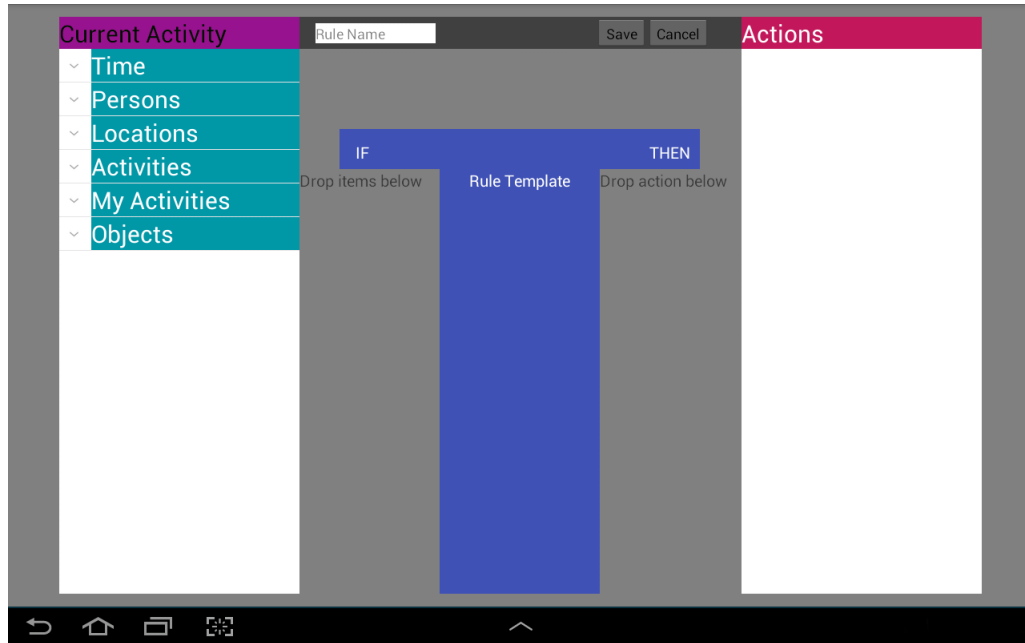 Current Activity
Rule Name
Save
Cancel
Actions
Time
Persons
Locations
Activities
My Activities
Objects
IF
THEN
Drop items below
Rule Template
Drop action below